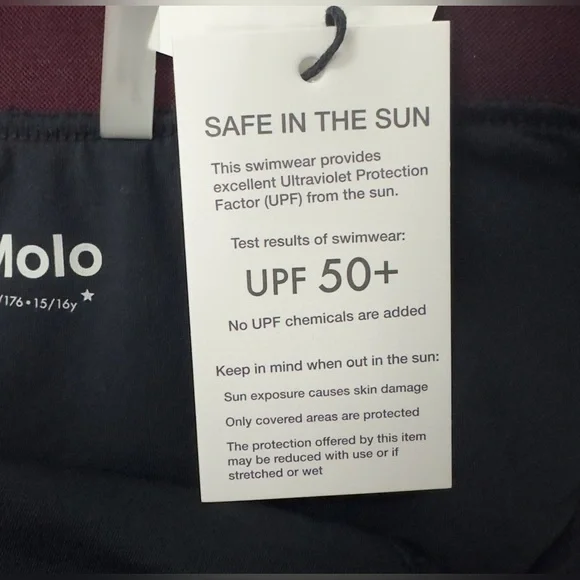 SAFE IN THE SUN
This swimwear provides
excellent Ultraviolet Protection
Factor (UPF) from the sun.
Test results of swimwear:
UPF 50+
No UPF chemicals are added
Keep in mind when out in the sun:
Sun exposure causes skin damage
Only covered areas are protected
The protection offered by this item
may be reduced with use or if
stretched or wet
Molo
/176•15/16y